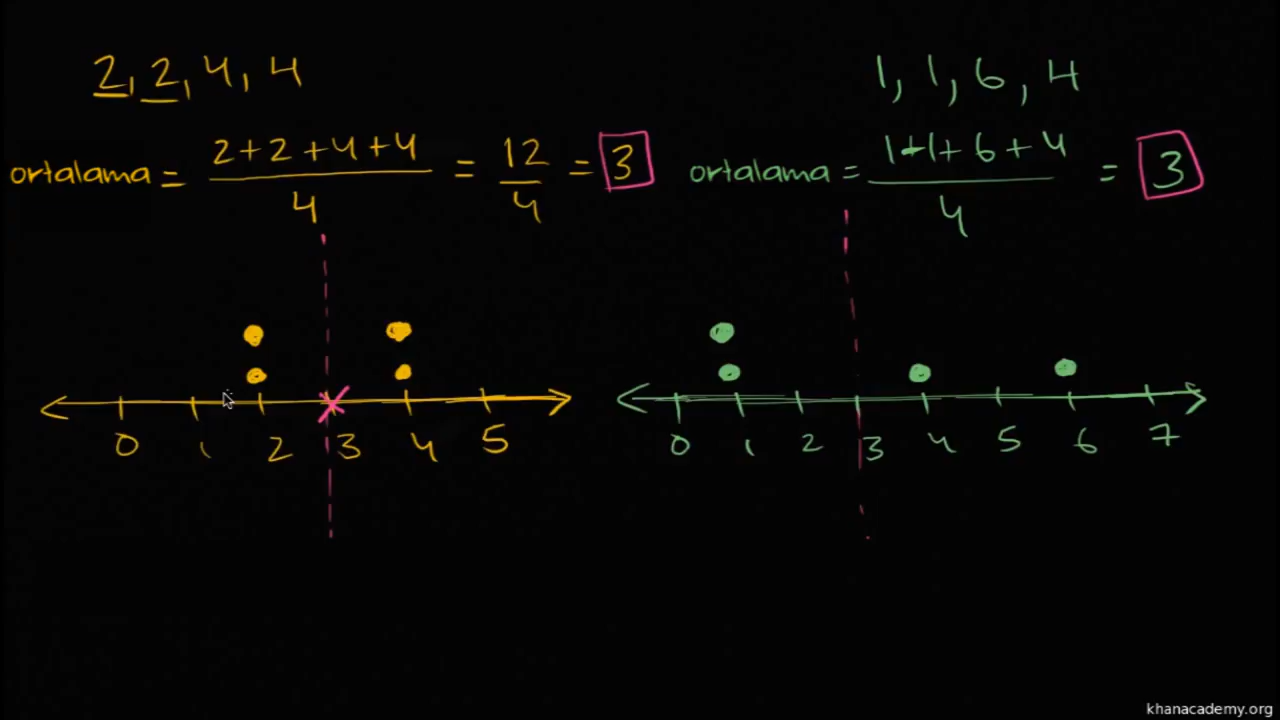 2, 2, 4, 4
ortalama = 2+2+4+4 / 4 = 12 / 4 = 3
0 1 2 3 4 5
1, 1, 6, 4
ortalama = 1+1+6+4 / 4 = 3
0 1 2 3 4 5 6 7
khanacademy.org